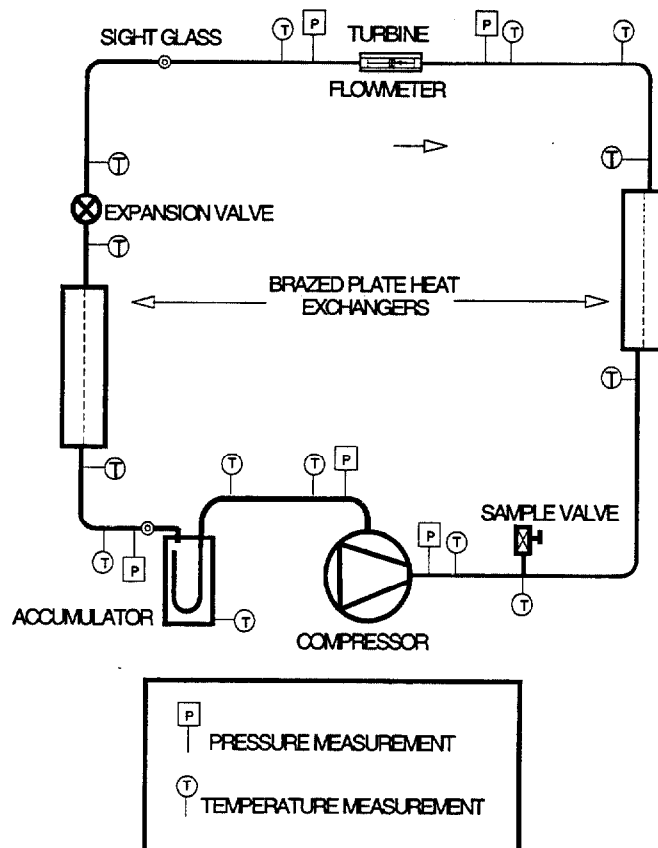 T
P
TURBINE
P
T
T
SIGHT GLASS
FLOWMETER
T
T
EXPANSION VALVE
T
BRAZED PLATE HEAT
EXCHANGERS
T
T
T
T
P
SAMPLE VALVE
T
P
P
T
T
ACCUMULATOR
T
COMPRESSOR
P
PRESSURE MEASUREMENT
T
TEMPERATURE MEASUREMENT